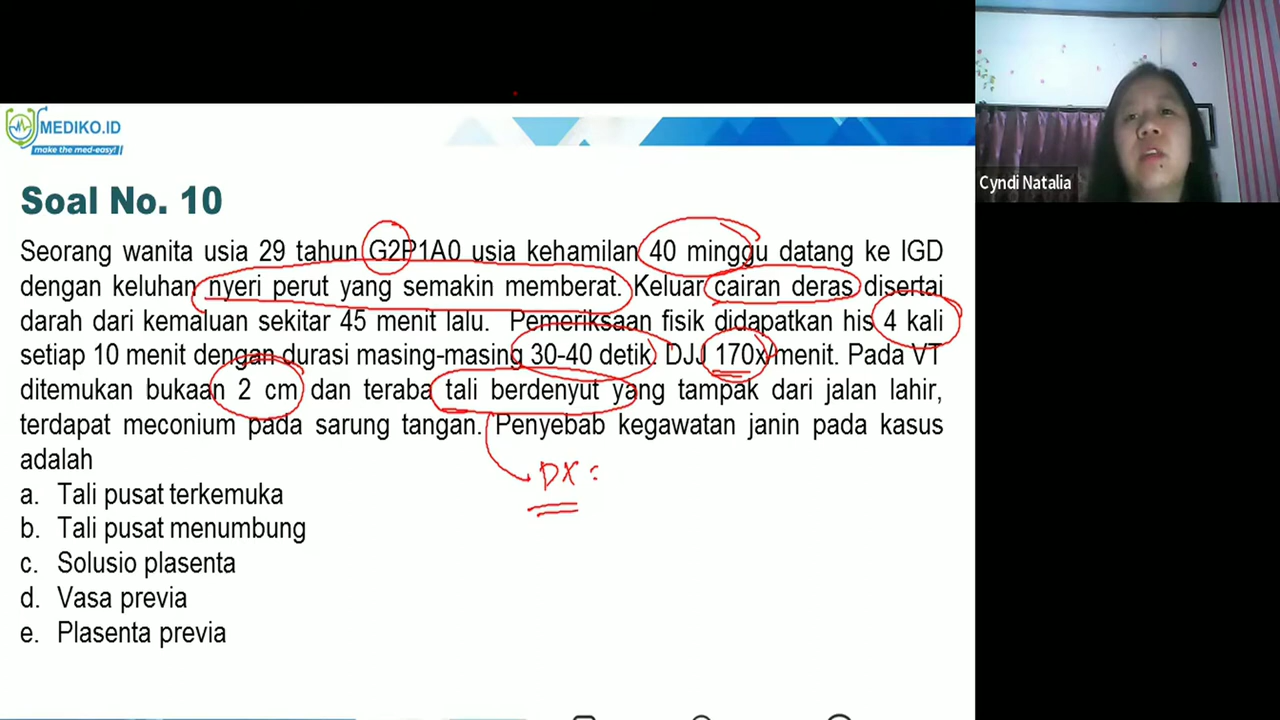 MEDIKO.ID
make the med-easy!
Cyndi Natalia
Soal No. 10
Seorang wanita usia 29 tahun G2P1A0 usia kehamilan 40 minggu datang ke IGD
dengan keluhan nyeri perut yang semakin memberat. Keluar cairan deras disertai
darah dari kemaluan sekitar 45 menit lalu. Pemeriksaan fisik didapatkan his 4 kali
setiap 10 menit dengan durasi masing-masing 30-40 detik. DJJ 170x/menit. Pada VT
ditemukan bukaan 2 cm dan teraba tali berdenyut yang tampak dari jalan lahir,
terdapat meconium pada sarung tangan. Penyebab kegawatan janin pada kasus
adalah
DX :
a. Tali pusat terkemuka
b. Tali pusat menumbung
c. Solusio plasenta
d. Vasa previa
e. Plasenta previa